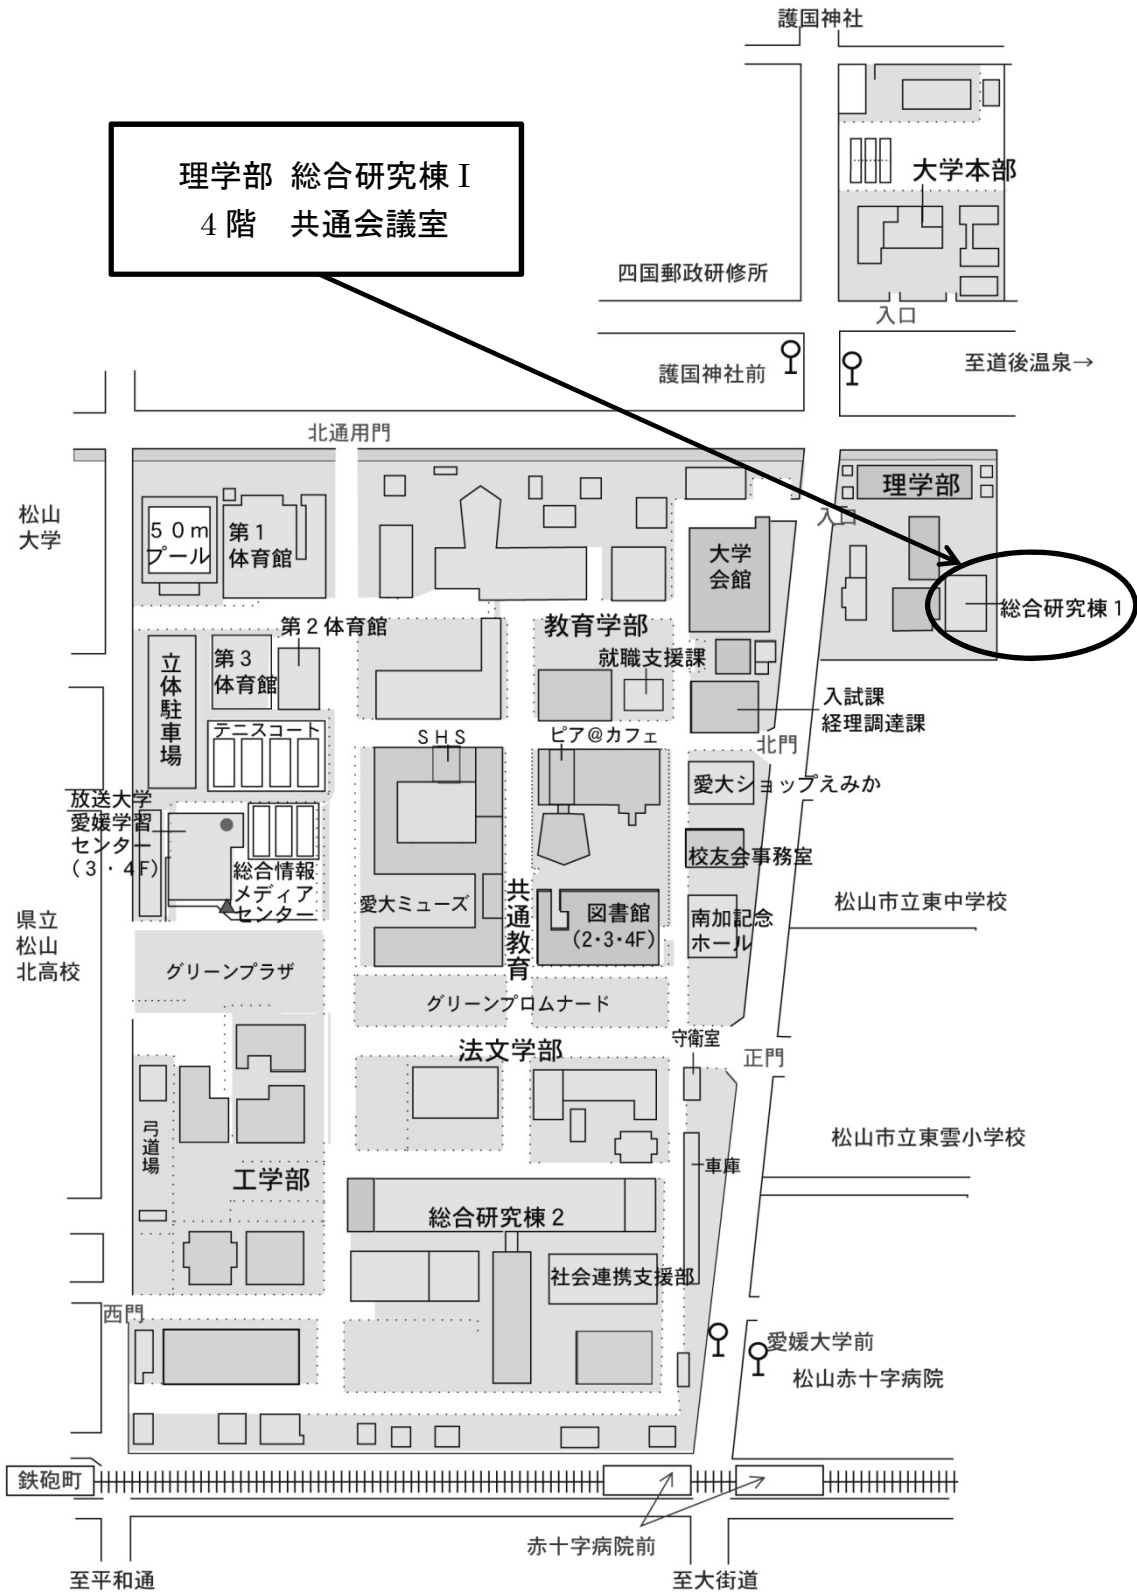 護国神社
理学部 総合研究棟Ⅰ
4階 共通会議室
大学本部
四国郵政研修所
入口
護国神社前
至道後温泉→
北通用門
松山
大学
50m
プール
第1
体育館
大学
会館
入口
理学部
総合研究棟1
第2体育館
教育学部
就職支援課
立体駐車場
第3
体育館
入試課
経理調達課
テニスコート
SHS
ピア@カフェ
北門
放送大学
愛媛学習
センター
(3・4F)
愛大ショップえみか
総合情報
メディア
センター
校友会事務室
愛大ミューズ
共通教育
図書館
(2・3・4F)
南加記念
ホール
松山市立東中学校
県立
松山
北高校
グリーンプラザ
グリーンプロムナード
法文学部
守衛室
正門
弓道場
松山市立東雲小学校
工学部
車庫
総合研究棟2
社会連携支援部
西門
愛媛大学前
松山赤十字病院
鉄砲町
赤十字病院前
至平和通
至大街道